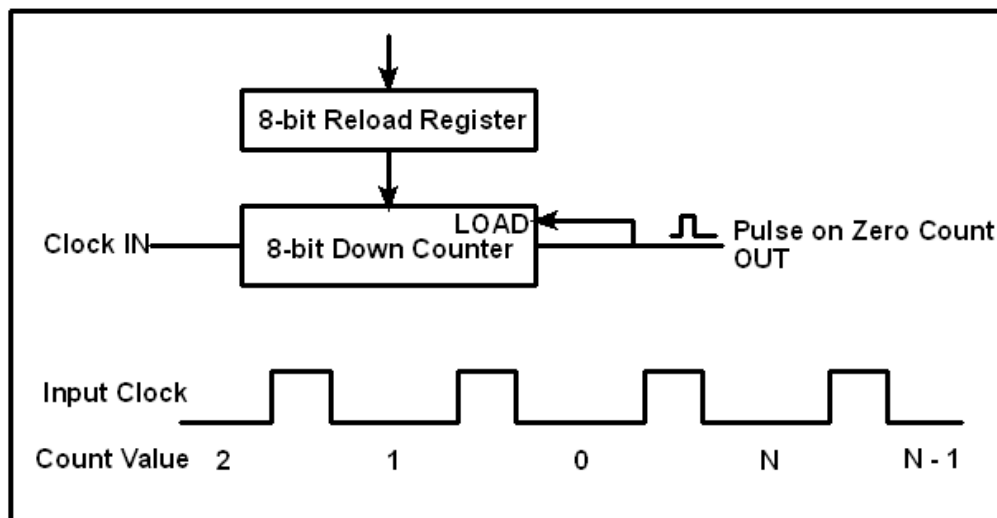 8-bit Reload Register
LOAD
Clock IN
8-bit Down Counter
Pulse on Zero Count
OUT
Input Clock
Count Value 2 1 0 N N - 1